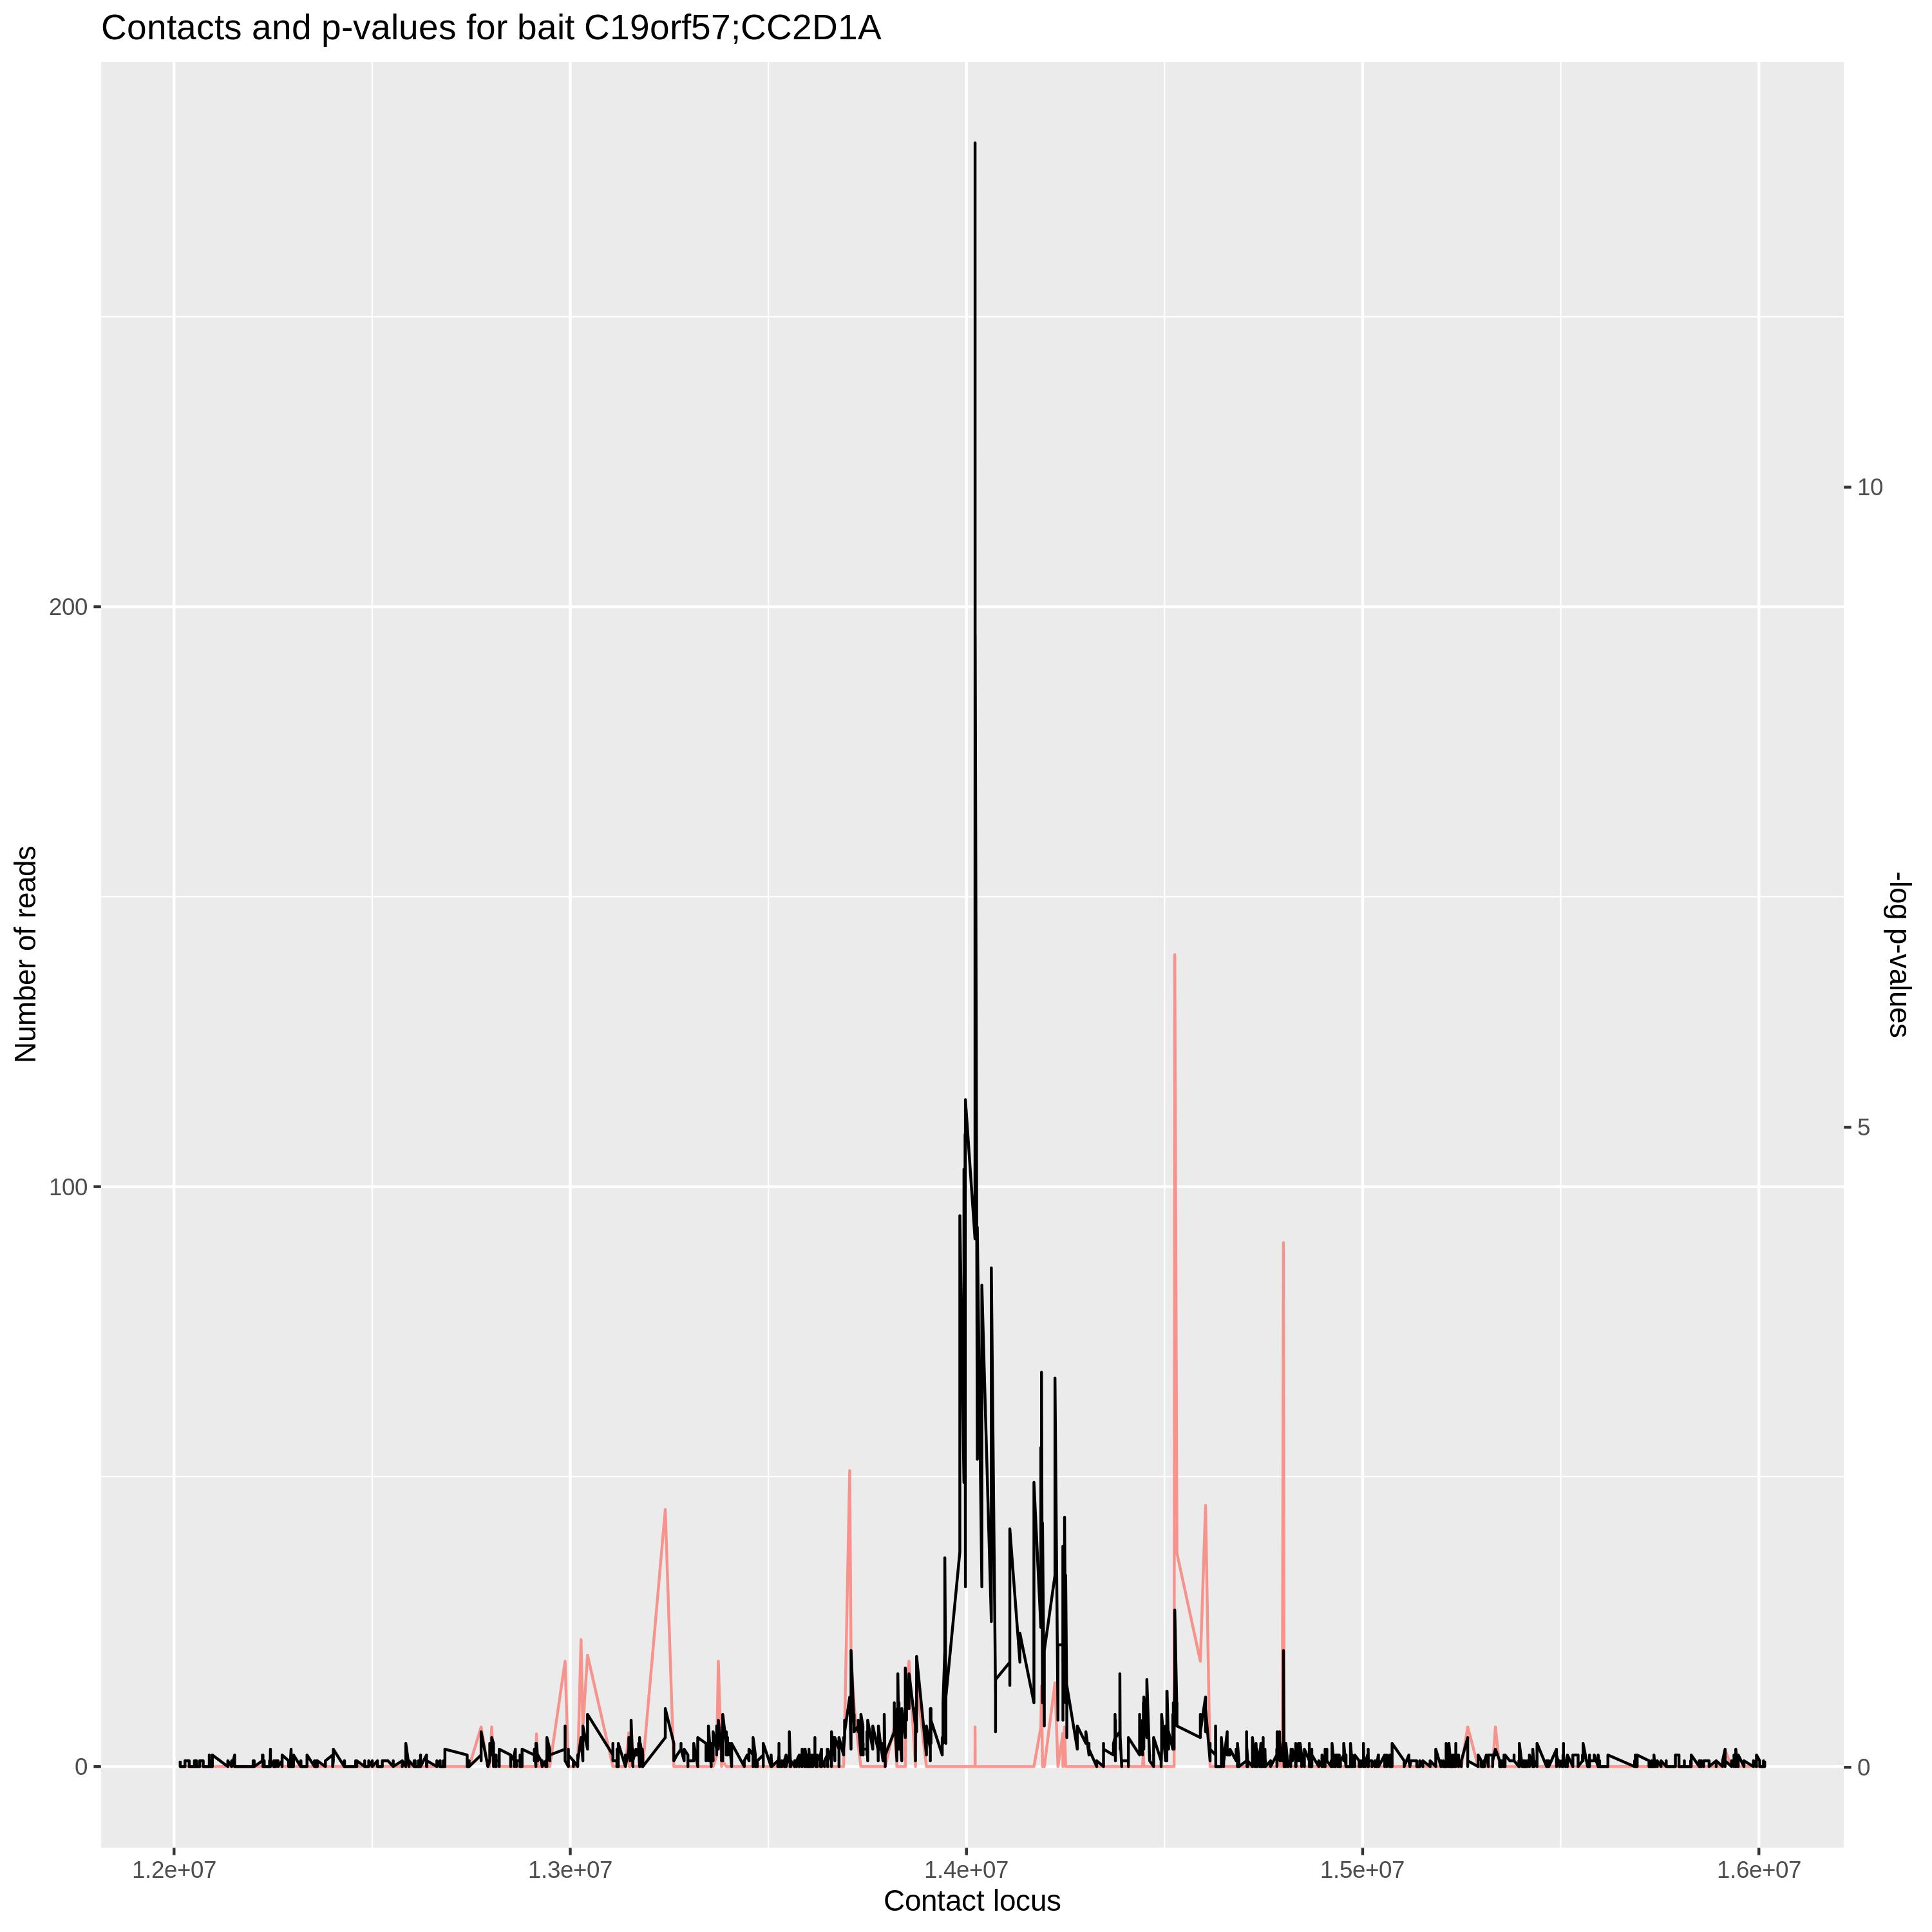 Contacts and p-values for bait C19orf57;CC2D1A
Number of reads
200
100
0
10
5
0
-log p-values
1.2e+07
1.3e+07
1.4e+07
1.5e+07
1.6e+07
Contact locus